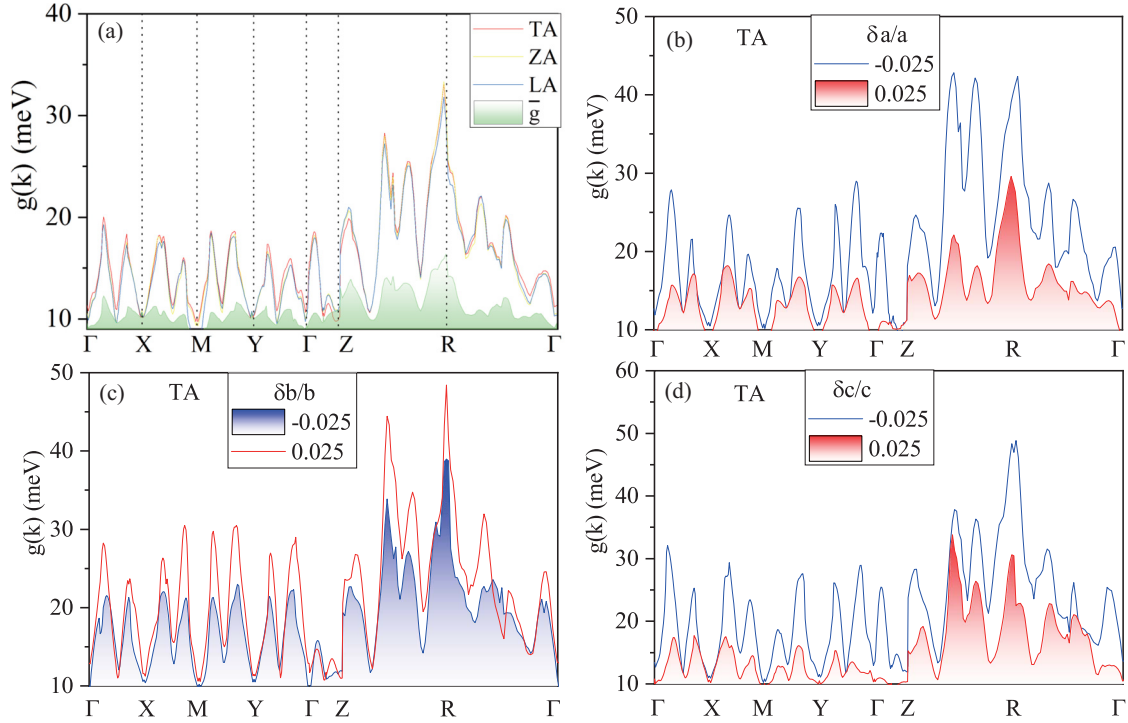 (a)
TA
ZA
LA
g̅
g(k) (meV)
40
30
20
10
Γ X M Y Γ Z R Γ
(b) TA
δa/a
-0.025
0.025
g(k) (meV)
50
40
30
20
10
Γ X M Y Γ Z R Γ
(c) TA
δb/b
-0.025
0.025
g(k) (meV)
50
40
30
20
10
Γ X M Y Γ Z R Γ
(d) TA
δc/c
-0.025
0.025
g(k) (meV)
60
50
40
30
20
10
Γ X M Y Γ Z R Γ